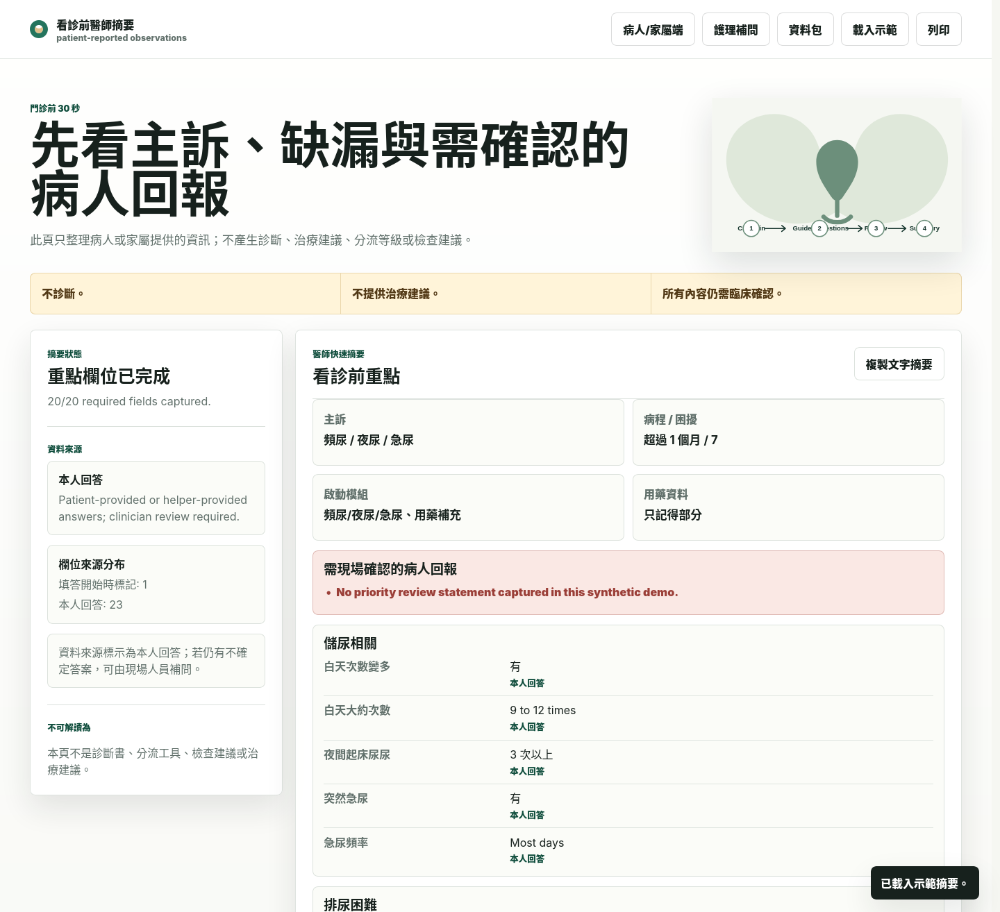 看診前醫師摘要
patient-reported observations
病人/家屬端
護理補問
資料包
載入示範
列印
門診前 30 秒
先看主訴、缺漏與需確認的
病人回報
此頁只整理病人或家屬提供的資訊；不產生診斷、治療建議、分流等級或檢查建議。
1
2
3
4
不診斷。
不提供治療建議。
所有內容仍需臨床確認。
摘要狀態
重點欄位已完成
20/20 required fields captured.
資料來源
本人回答
Patient-provided or helper-provided
answers; clinician review required.
欄位來源分布
填答開始時標記: 1
本人回答: 23
資料來源標示為本人回答；若仍有不確
定答案，可由現場人員補問。
不可解讀為
本頁不是診斷書、分流工具、檢查建議或治
療建議。
醫師快速摘要
看診前重點
複製文字摘要
主訴
頻尿 / 夜尿 / 急尿
病程 / 困擾
超過 1 個月 / 7
啟動模組
頻尿/夜尿/急尿、用藥補充
用藥資料
只記得部分
需現場確認的病人回報
• No priority review statement captured in this synthetic demo.
儲尿相關
白天次數變多
有
本人回答
白天大約次數
9 to 12 times
本人回答
夜間起床尿尿
3 次以上
本人回答
突然急尿
有
本人回答
急尿頻率
Most days
本人回答
排尿困難
已載入示範摘要。